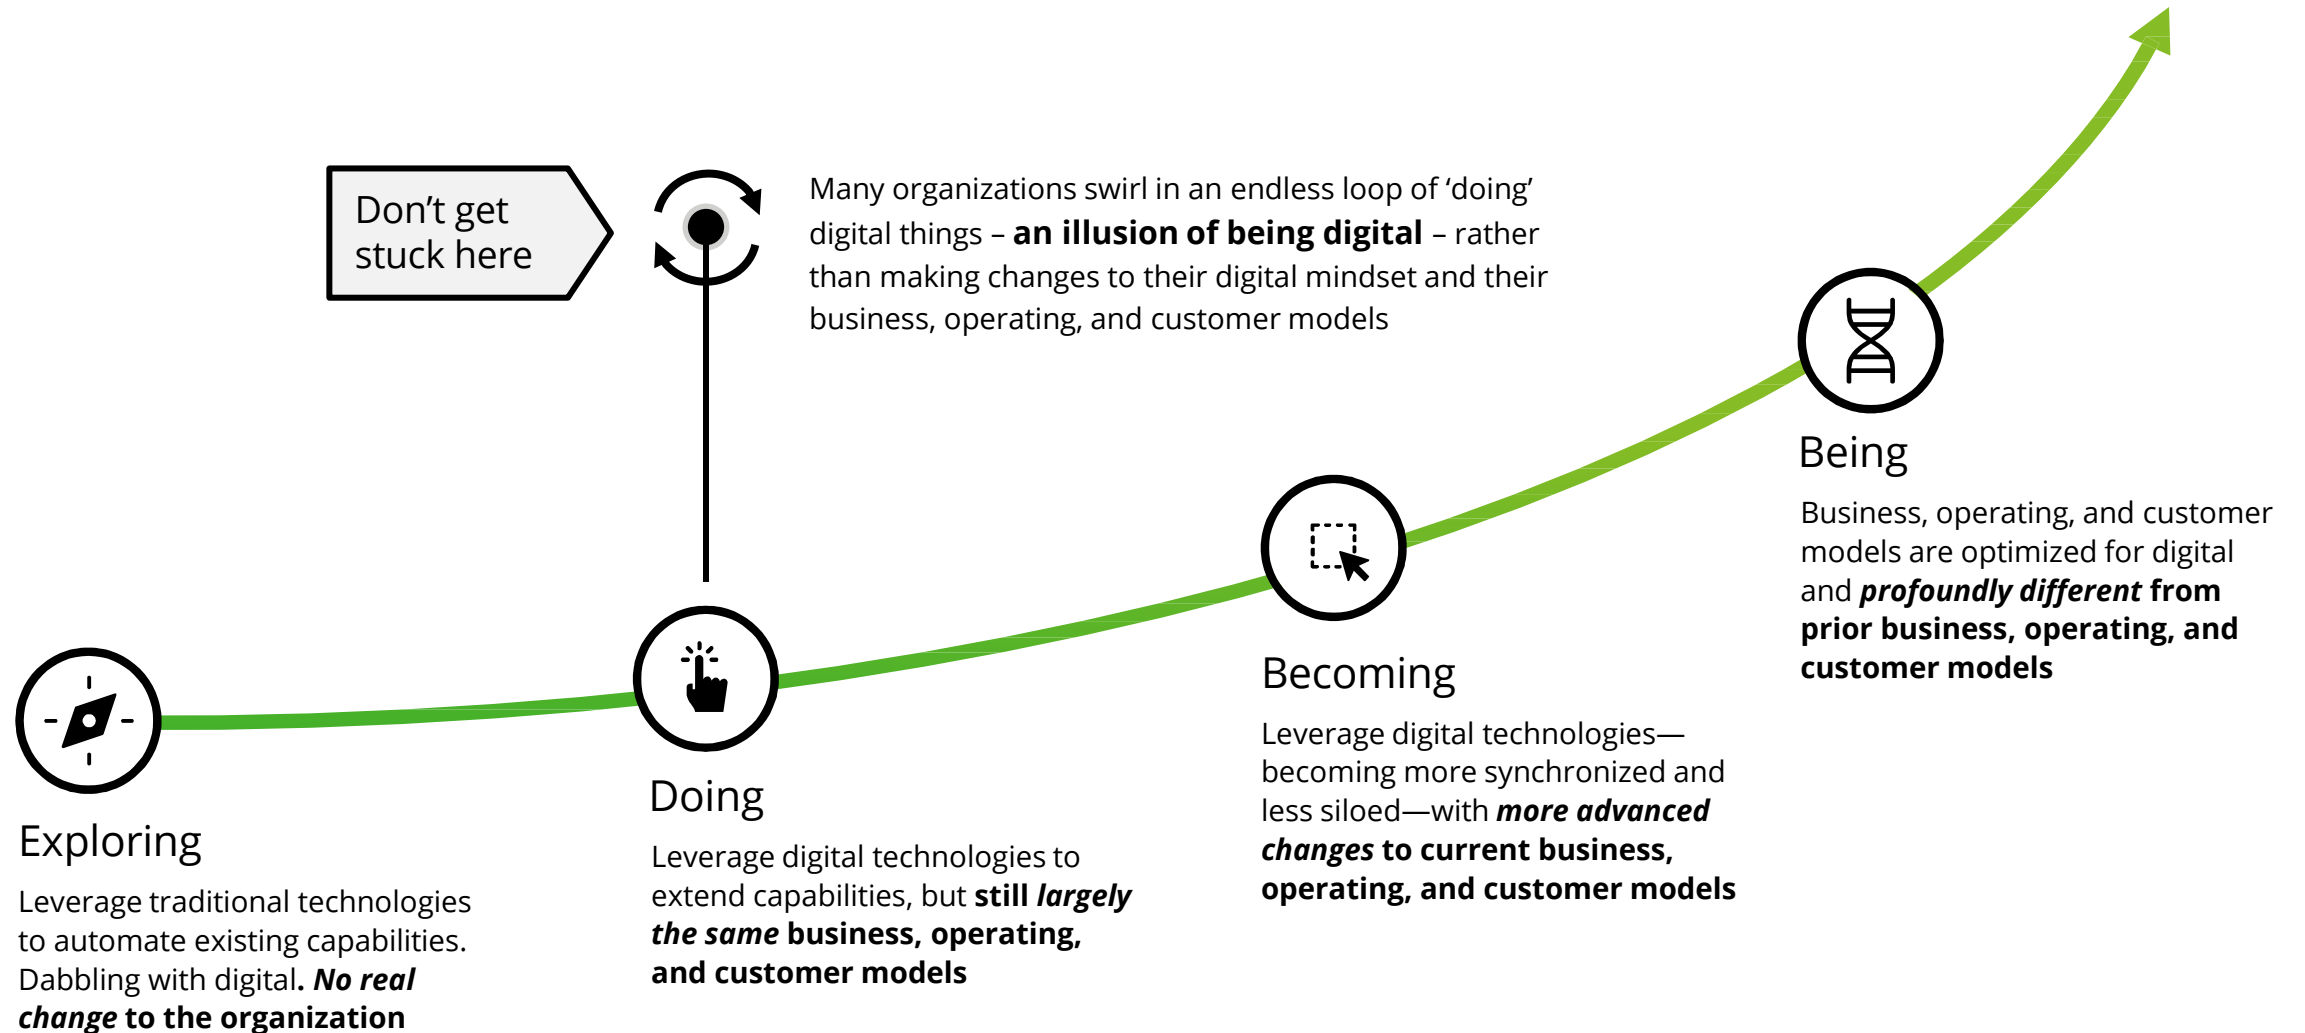 Don’t get
stuck here
Many organizations swirl in an endless loop of ‘doing’
digital things – an illusion of being digital – rather
than making changes to their digital mindset and their
business, operating, and customer models
Exploring
Leverage traditional technologies
to automate existing capabilities.
Dabbling with digital. No real
change to the organization
Doing
Leverage digital technologies to
extend capabilities, but still largely
the same business, operating,
and customer models
Becoming
Leverage digital technologies—
becoming more synchronized and
less siloed—with more advanced
changes to current business,
operating, and customer models
Being
Business, operating, and customer
models are optimized for digital
and profoundly different from
prior business, operating, and
customer models